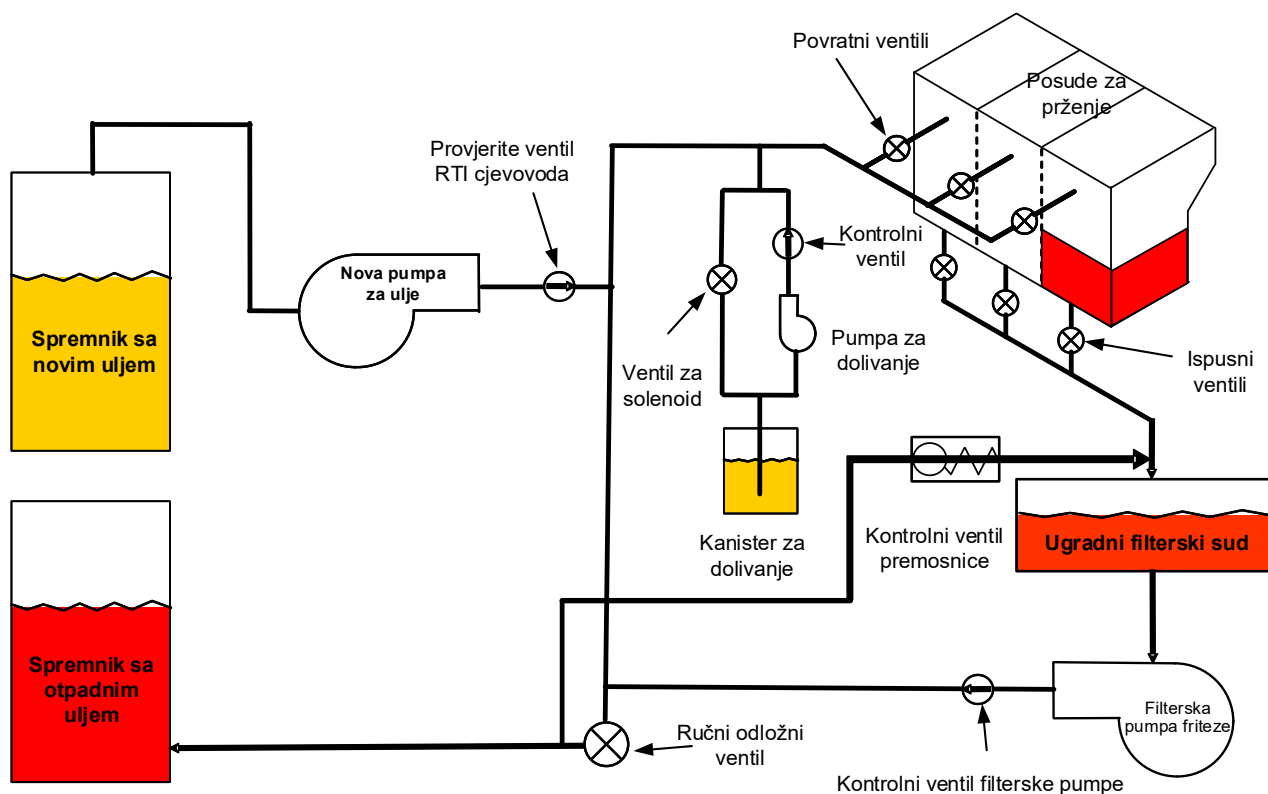 Povratni ventili
Posude za
prženje
Provjerite ventil
RTI cjevovoda
Kontrolni
ventil
Nova pumpa
za ulje
Spremnik sa
novim uljem
Ventil za
solenoid
Pumpa za
dolivanje
Ispusni
ventili
Kanister za
dolivanje
Kontrolni ventil
premosnice
Ugradni filterski sud
Spremnik sa
otpadnim
uljem
Ručni odložni
ventil
Filterska
pumpa friteze
Kontrolni ventil filterske pumpe